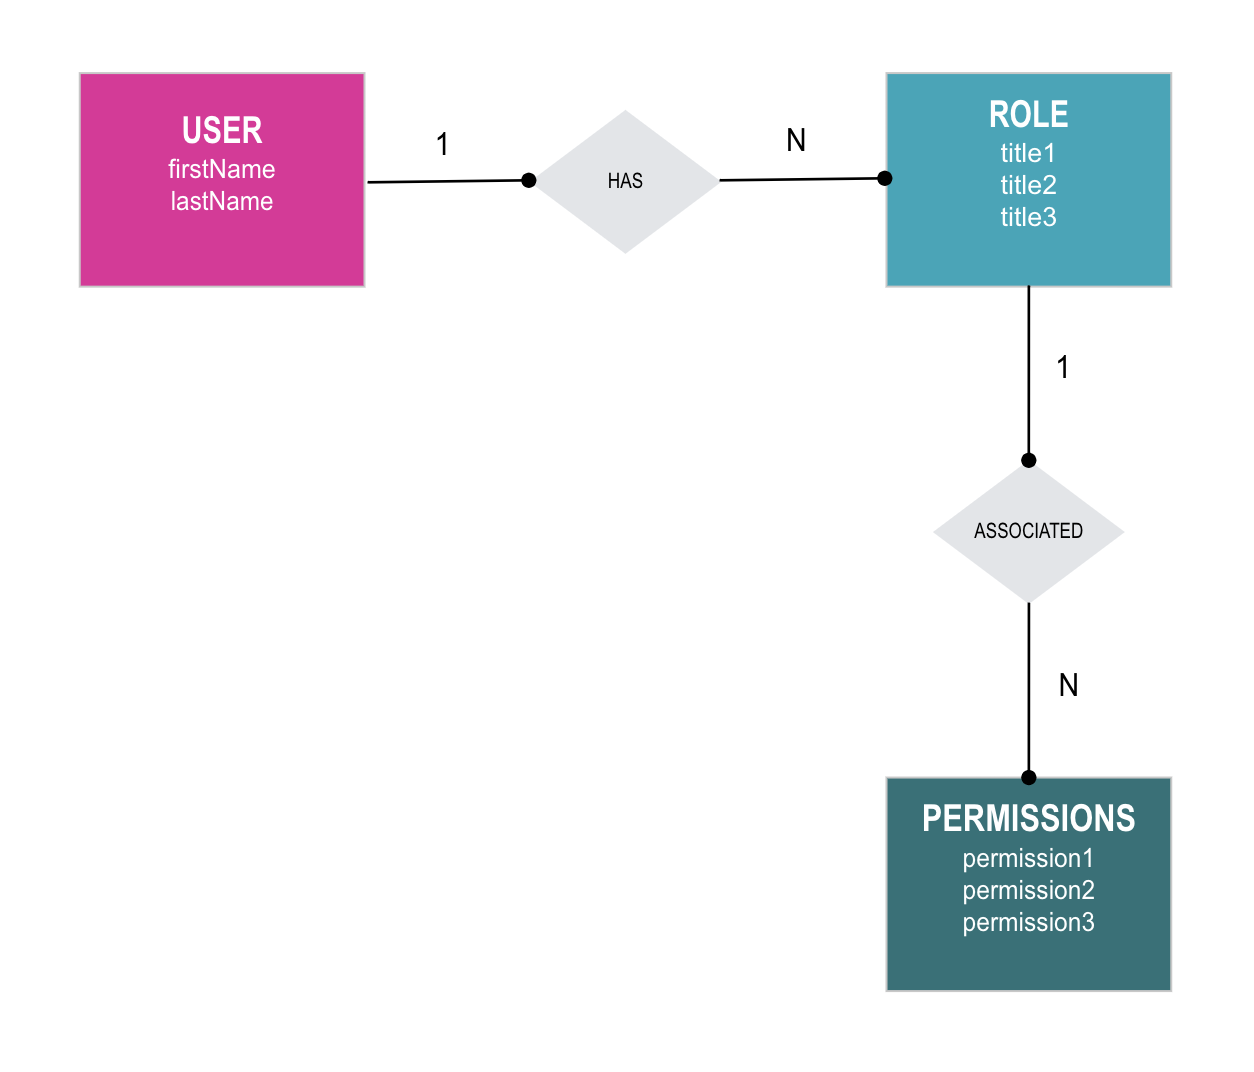 USER
firstName
lastName
1
HAS
N
ROLE
title1
title2
title3
1
ASSOCIATED
N
PERMISSIONS
permission1
permission2
permission3